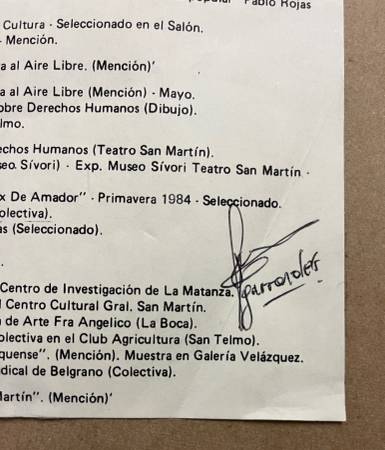 Pablo Rojas
Cultura - Seleccionado en el Salón.
- Mención.
a al Aire Libre. (Mención)'
a al Aire Libre (Mención) - Mayo.
obre Derechos Humanos (Dibujo).
lmo.
echos Humanos (Teatro San Martín).
seo. Sívori) - Exp. Museo Sívori Teatro San Martín -
x De Amador" - Primavera 1984 - Seleccionado.
olectiva).
as (Seleccionado).
.
Centro de Investigación de La Matanza.
l Centro Cultural Gral. San Martín.
a de Arte Fra Angelico (La Boca).
olectiva en el Club Agricultura (San Telmo).
quense". (Mención). Muestra en Galería Velázquez.
dical de Belgrano (Colectiva).
Martín". (Mención)'